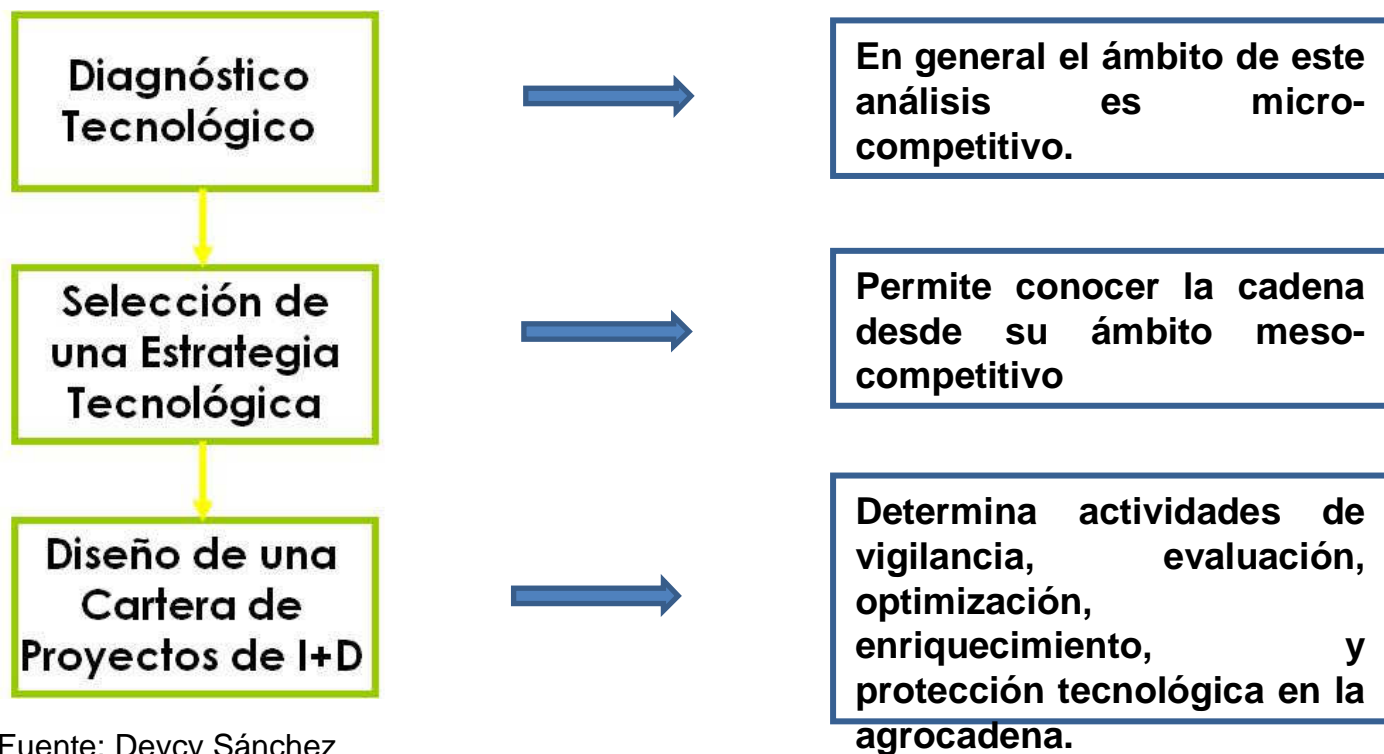 Diagnóstico
Tecnológico
En general el ámbito de este
análisis es micro-
competitivo.
Selección de
una Estrategia
Tecnológica
Permite conocer la cadena
desde su ámbito meso-
competitivo
Diseño de una
Cartera de
Proyectos de I+D
Determina actividades de
vigilancia, evaluación,
optimización,
enriquecimiento, y
protección tecnológica en la
agrocadena.
Fuente: Deycy Sánchez